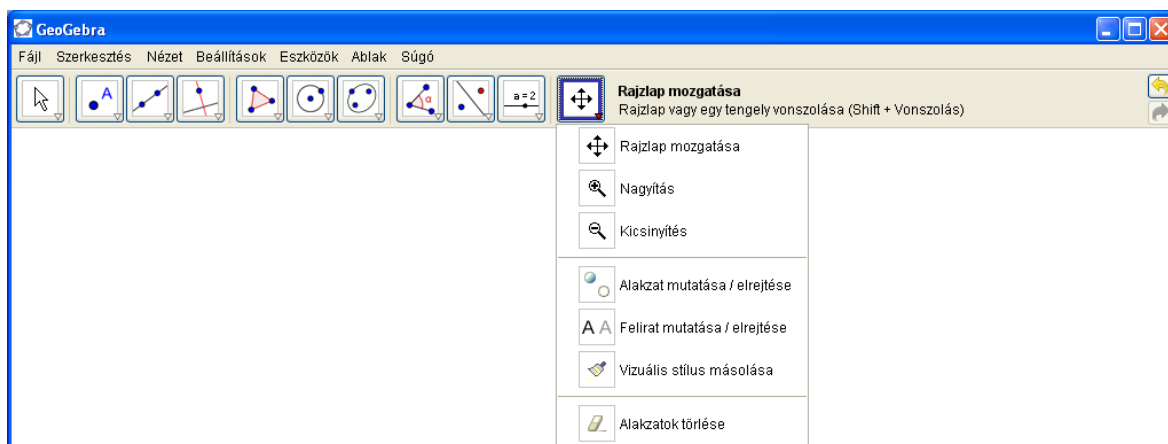 GeoGebra
Fájl Szerkesztés Nézet Beállítások Eszközök Ablak Súgó
A
α
a=2
Rajzlap mozgatása
Rajzlap vagy egy tengely vonszolása (Shift + Vonszolás)
Rajzlap mozgatása
Nagyítás
Kicsinyítés
Alakzat mutatása / elrejtése
A A Felirat mutatása / elrejtése
Vizuális stílus másolása
Alakzatok törlése